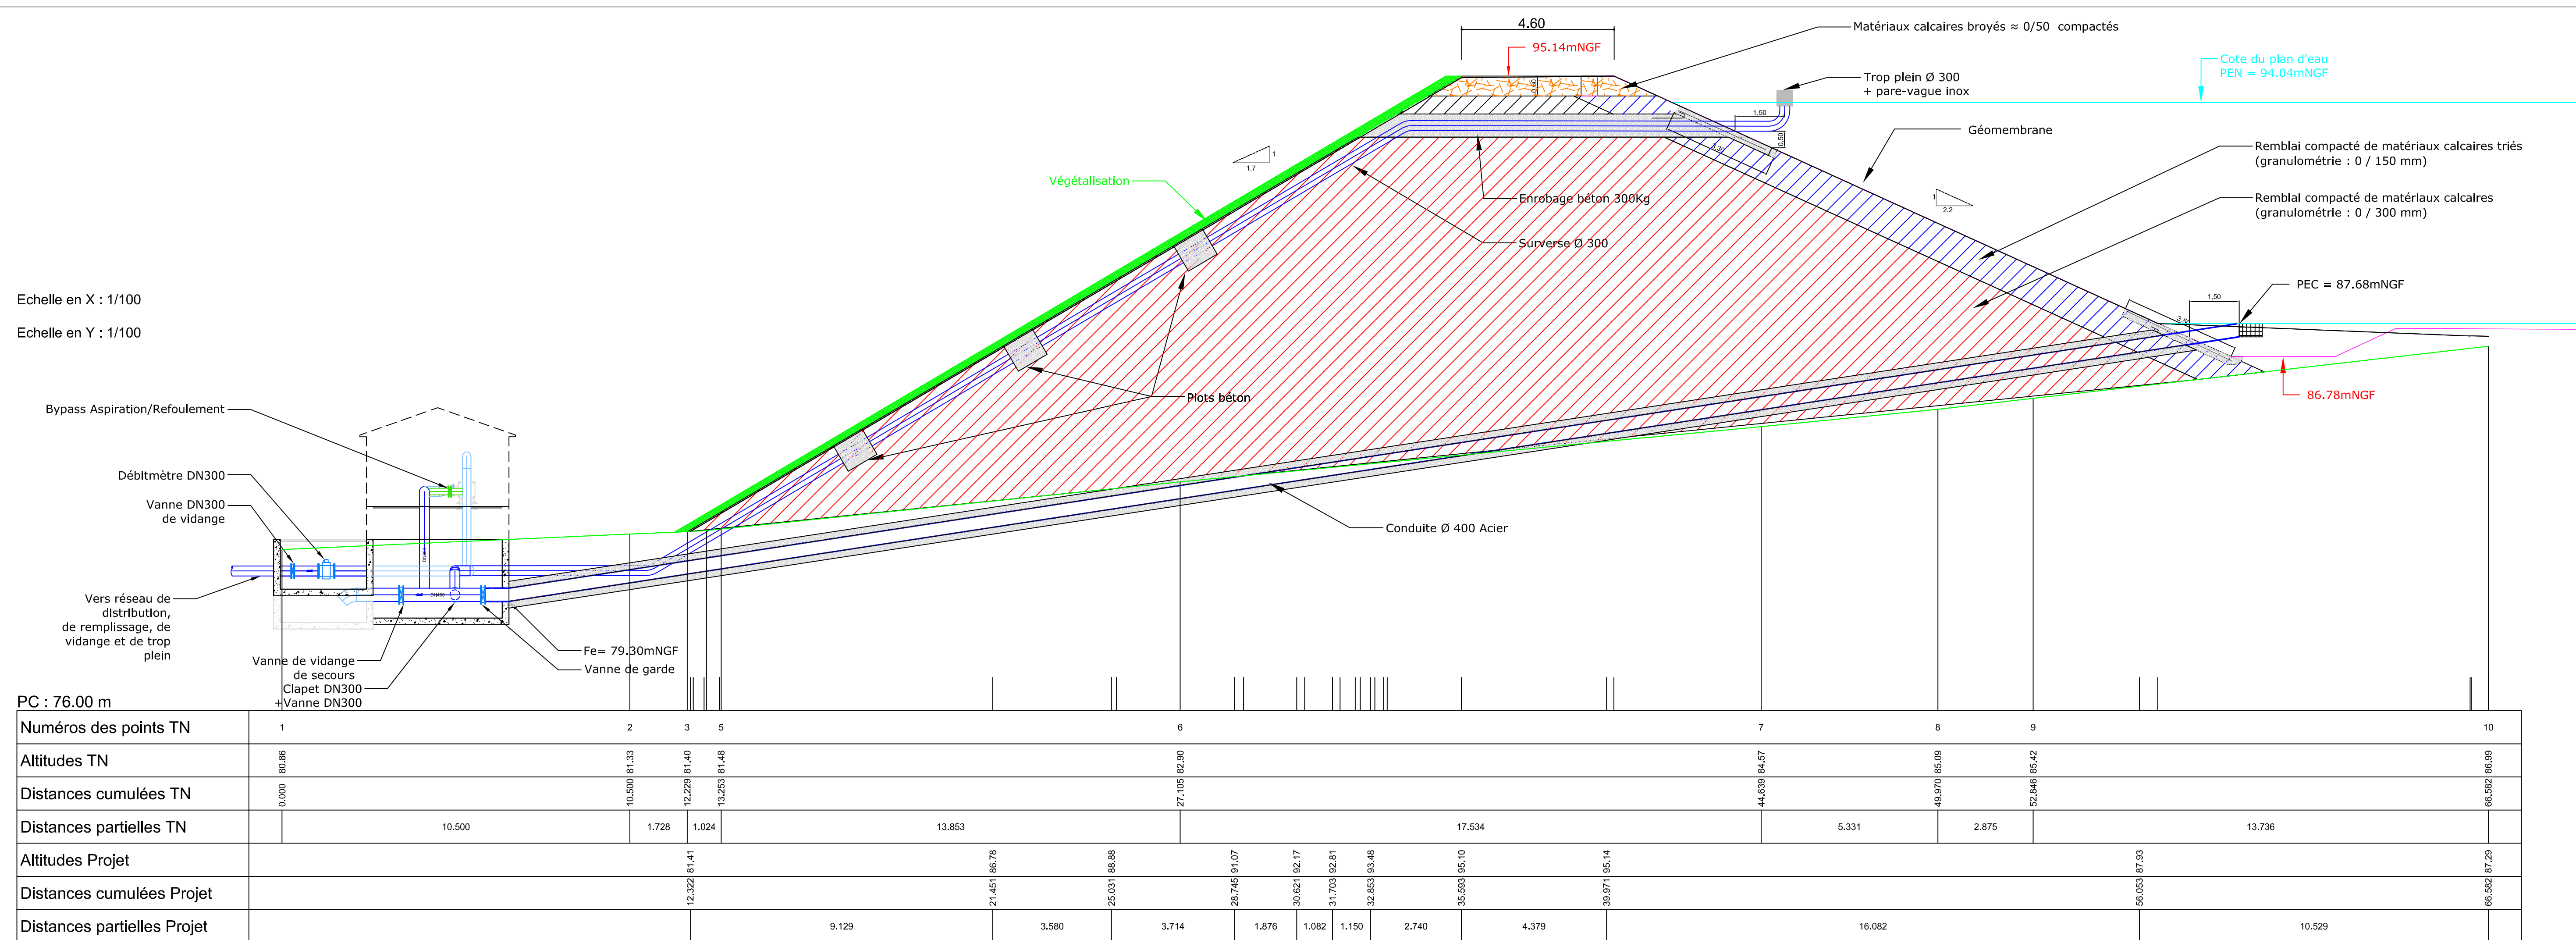 4.60
95.14mNGF
Matériaux calcaires broyés ≈ 0/50 compactés
Cote du plan d'eau
PEN = 94.04mNGF
Trop plein Ø 300
+ pare-vague inox
0,60
1,50
0,50
Géomembrane
Remblai compacté de matériaux calcaires triés
(granulométrie : 0 / 150 mm)
1
1.7
Végétalisation
Enrobage béton 300Kg
1
2.2
Remblai compacté de matériaux calcaires
(granulométrie : 0 / 300 mm)
Surverse Ø 300
PEC = 87.68mNGF
1,50
Echelle en X : 1/100
Echelle en Y : 1/100
3,50
86.78mNGF
Plots béton
Bypass Aspiration/Refoulement
Débitmètre DN300
Vanne DN300
de vidange
Conduite Ø 400 Acier
DN400
Vers réseau de
distribution,
de remplissage, de
vidange et de trop
plein
Fe= 79.30mNGF
Vanne de garde
Vanne de vidange
de secours
Clapet DN300
+Vanne DN300
PC : 76.00 m
Numéros des points TN 1 2 3 5 6 7 8 9 10
Altitudes TN 80.86 81.33 81.40 81.48 82.90 84.57 85.09 85.42 86.99
Distances cumulées TN 0.000 10.500 12.229 13.253 27.105 44.639 49.970 52.846 66.582
Distances partielles TN 10.500 1.728 1.024 13.853 17.534 5.331 2.875 13.736
Altitudes Projet 81.41 86.78 88.88 91.07 92.17 92.81 93.48 95.10 95.14 87.93 87.29
Distances cumulées Projet 12.322 21.451 25.031 28.745 30.621 31.703 32.853 35.593 39.971 56.053 66.582
Distances partielles Projet 9.129 3.580 3.714 1.876 1.082 1.150 2.740 4.379 16.082 10.529